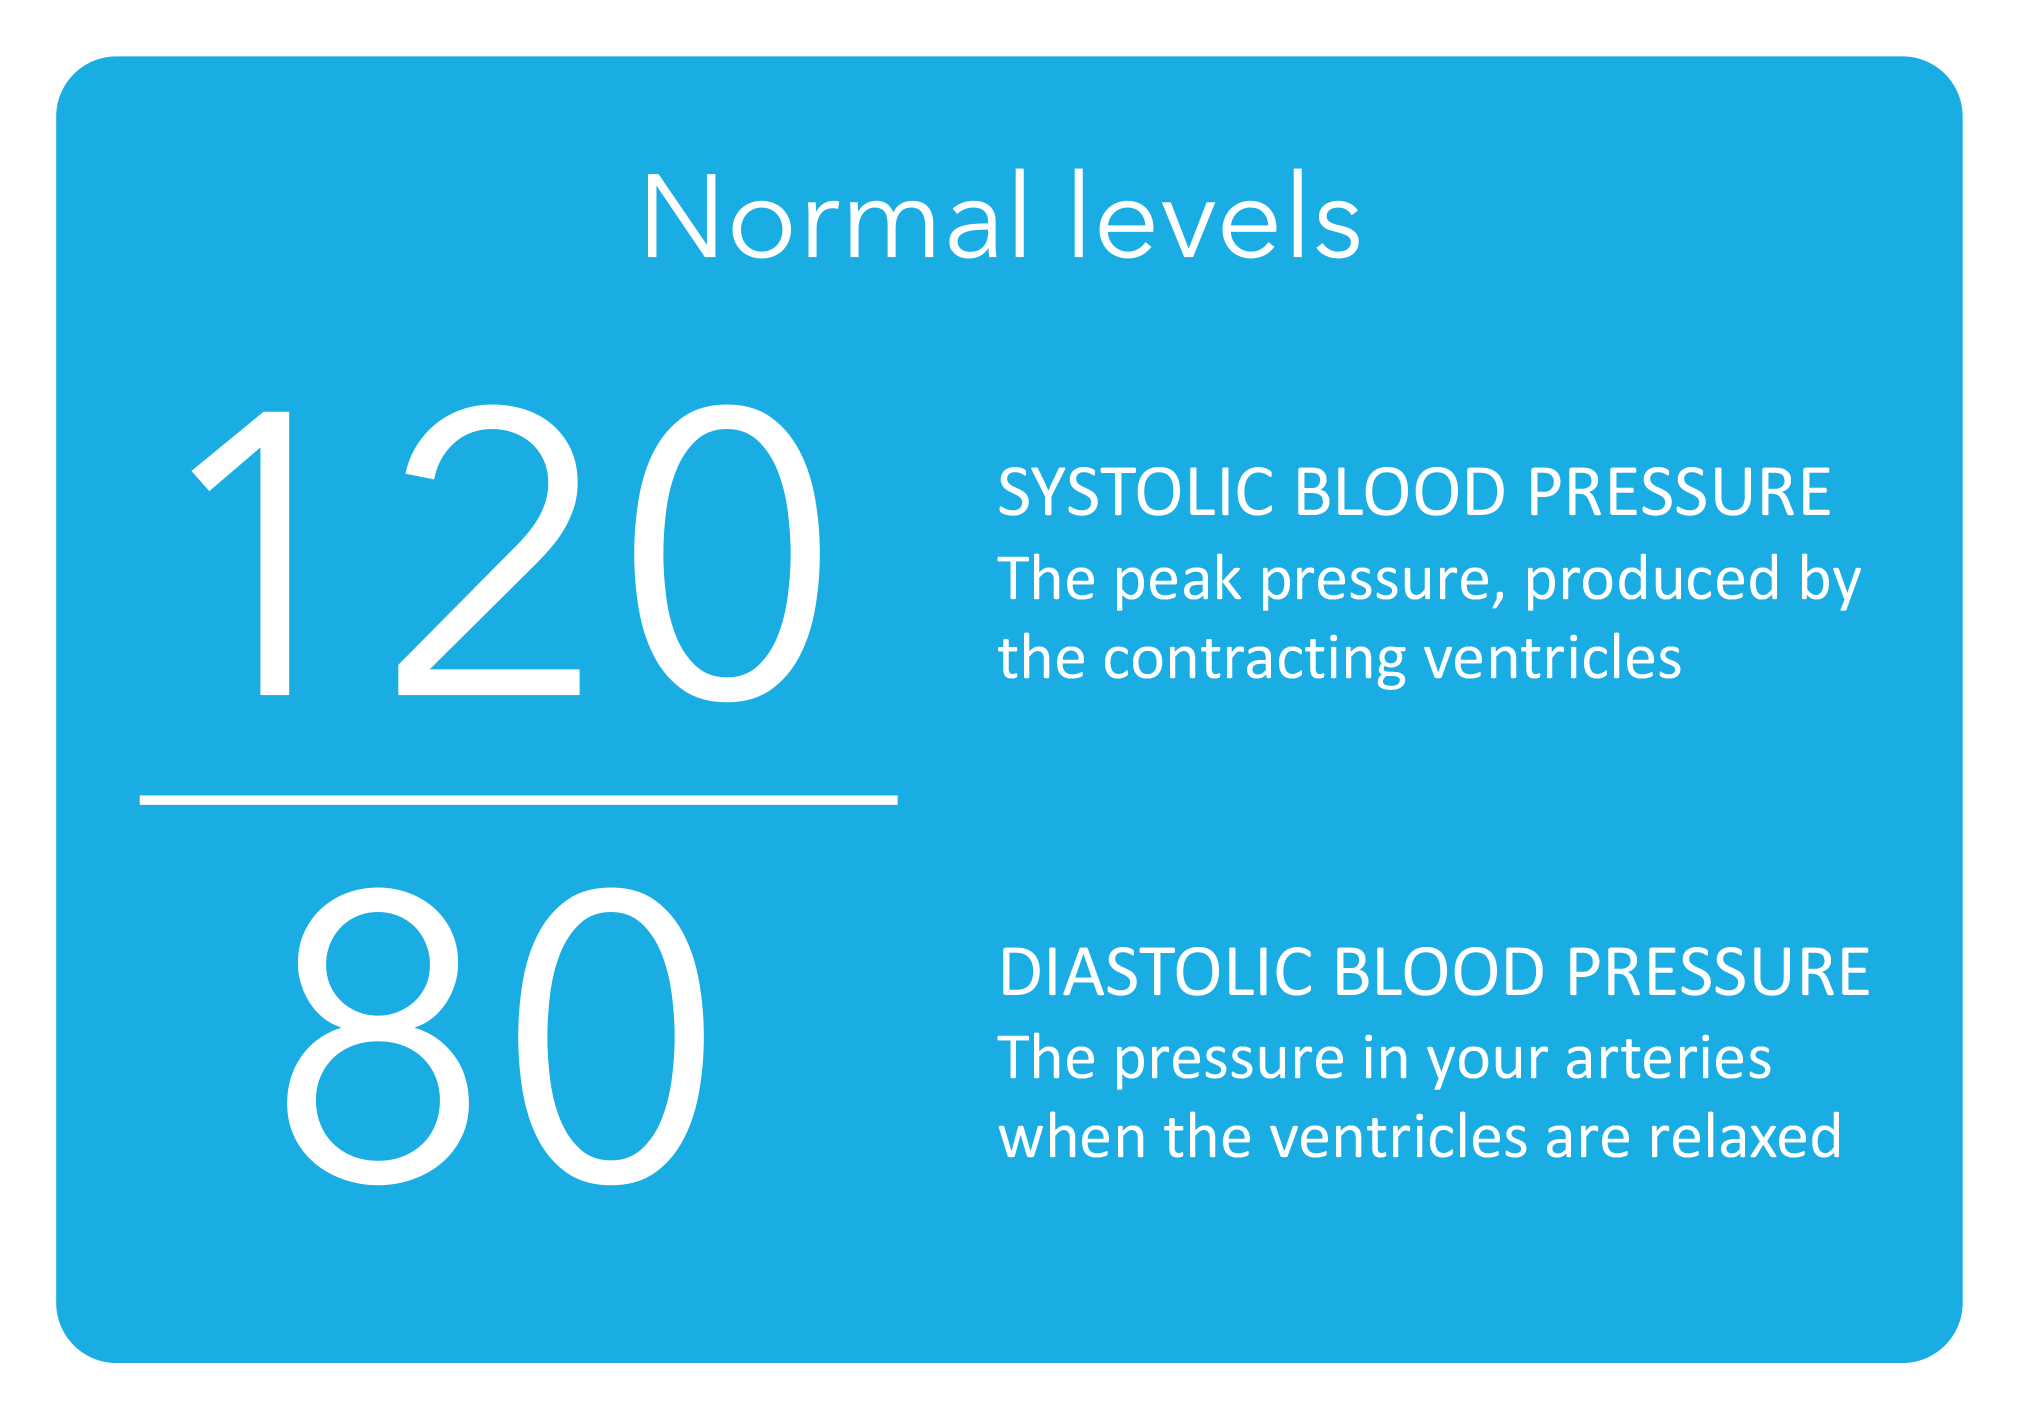 Normal levels
120
SYSTOLIC BLOOD PRESSURE
The peak pressure, produced by
the contracting ventricles
80
DIASTOLIC BLOOD PRESSURE
The pressure in your arteries
when the ventricles are relaxed